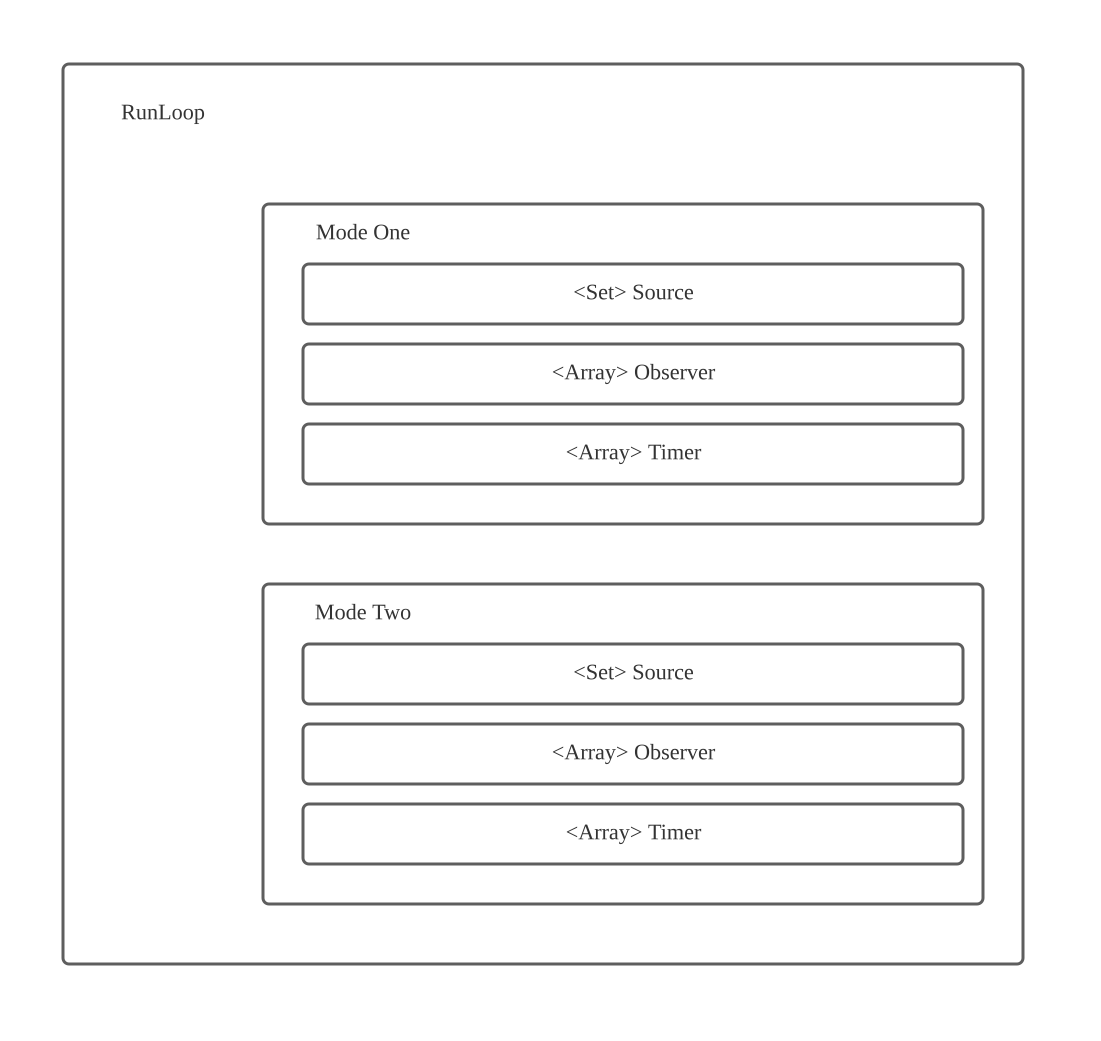 RunLoop
Mode One
<Set> Source
<Array> Observer
<Array> Timer
Mode Two
<Set> Source
<Array> Observer
<Array> Timer